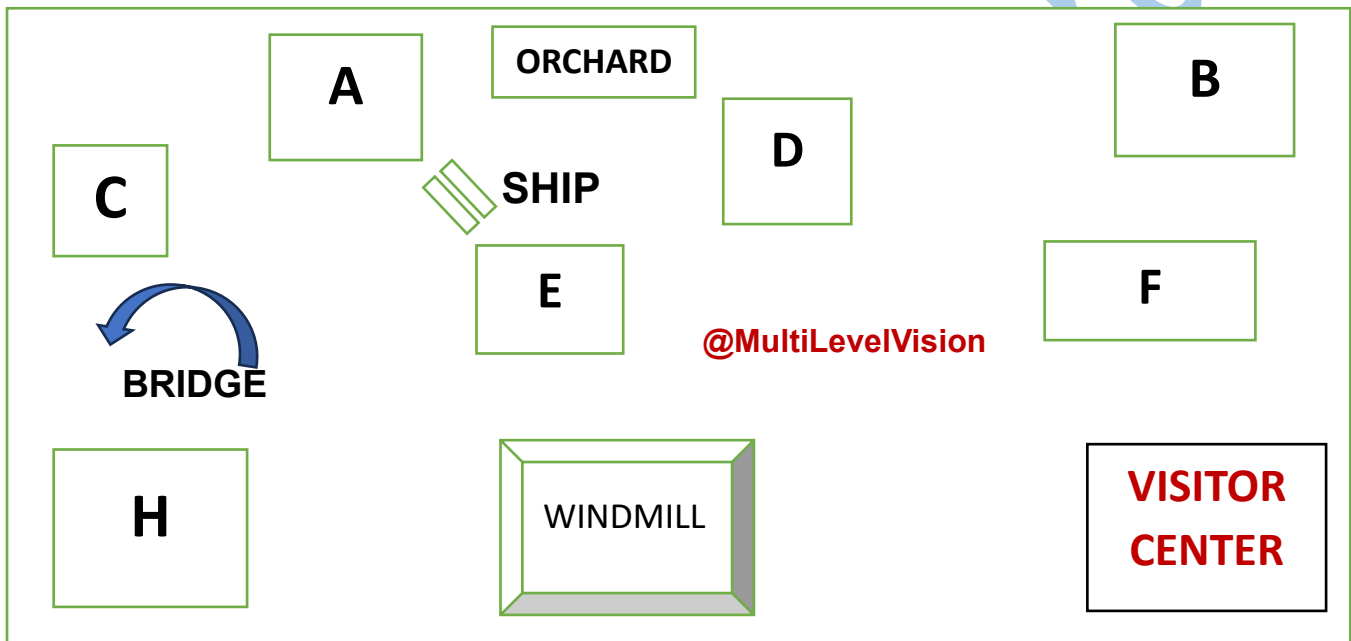 A
ORCHARD
B
D
C
SHIP
E
F
@MultiLevelVision
BRIDGE
H
WINDMILL
VISITOR
CENTER